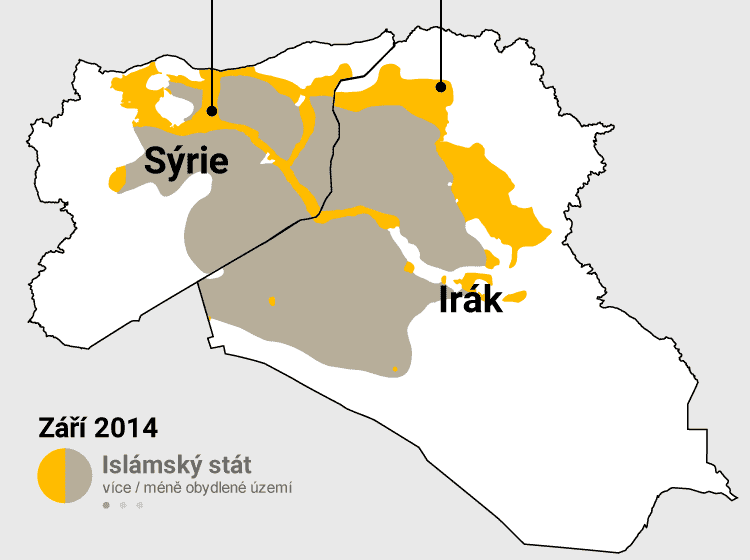 Sýrie
Irák
Září 2014
Islámský stát
více / méně obydlené území